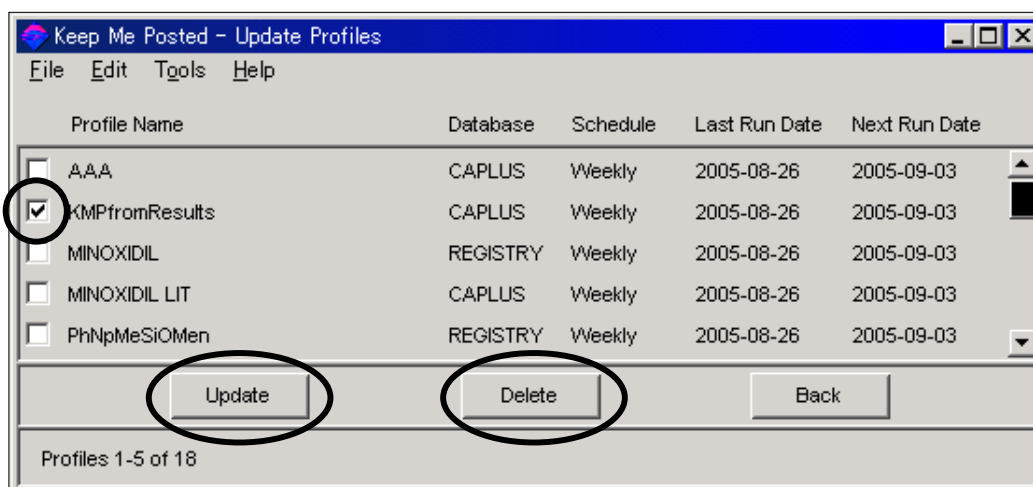 Keep Me Posted - Update Profiles
File Edit Tools Help
Profile Name Database Schedule Last Run Date Next Run Date
AAA CAPLUS Weekly 2005-08-26 2005-09-03
KMPfromResults CAPLUS Weekly 2005-08-26 2005-09-03
MINOXIDIL REGISTRY Weekly 2005-08-26 2005-09-03
MINOXIDIL LIT CAPLUS Weekly 2005-08-26 2005-09-03
PhNpMeSiOMen REGISTRY Weekly 2005-08-26 2005-09-03
Update Delete Back
Profiles 1-5 of 18